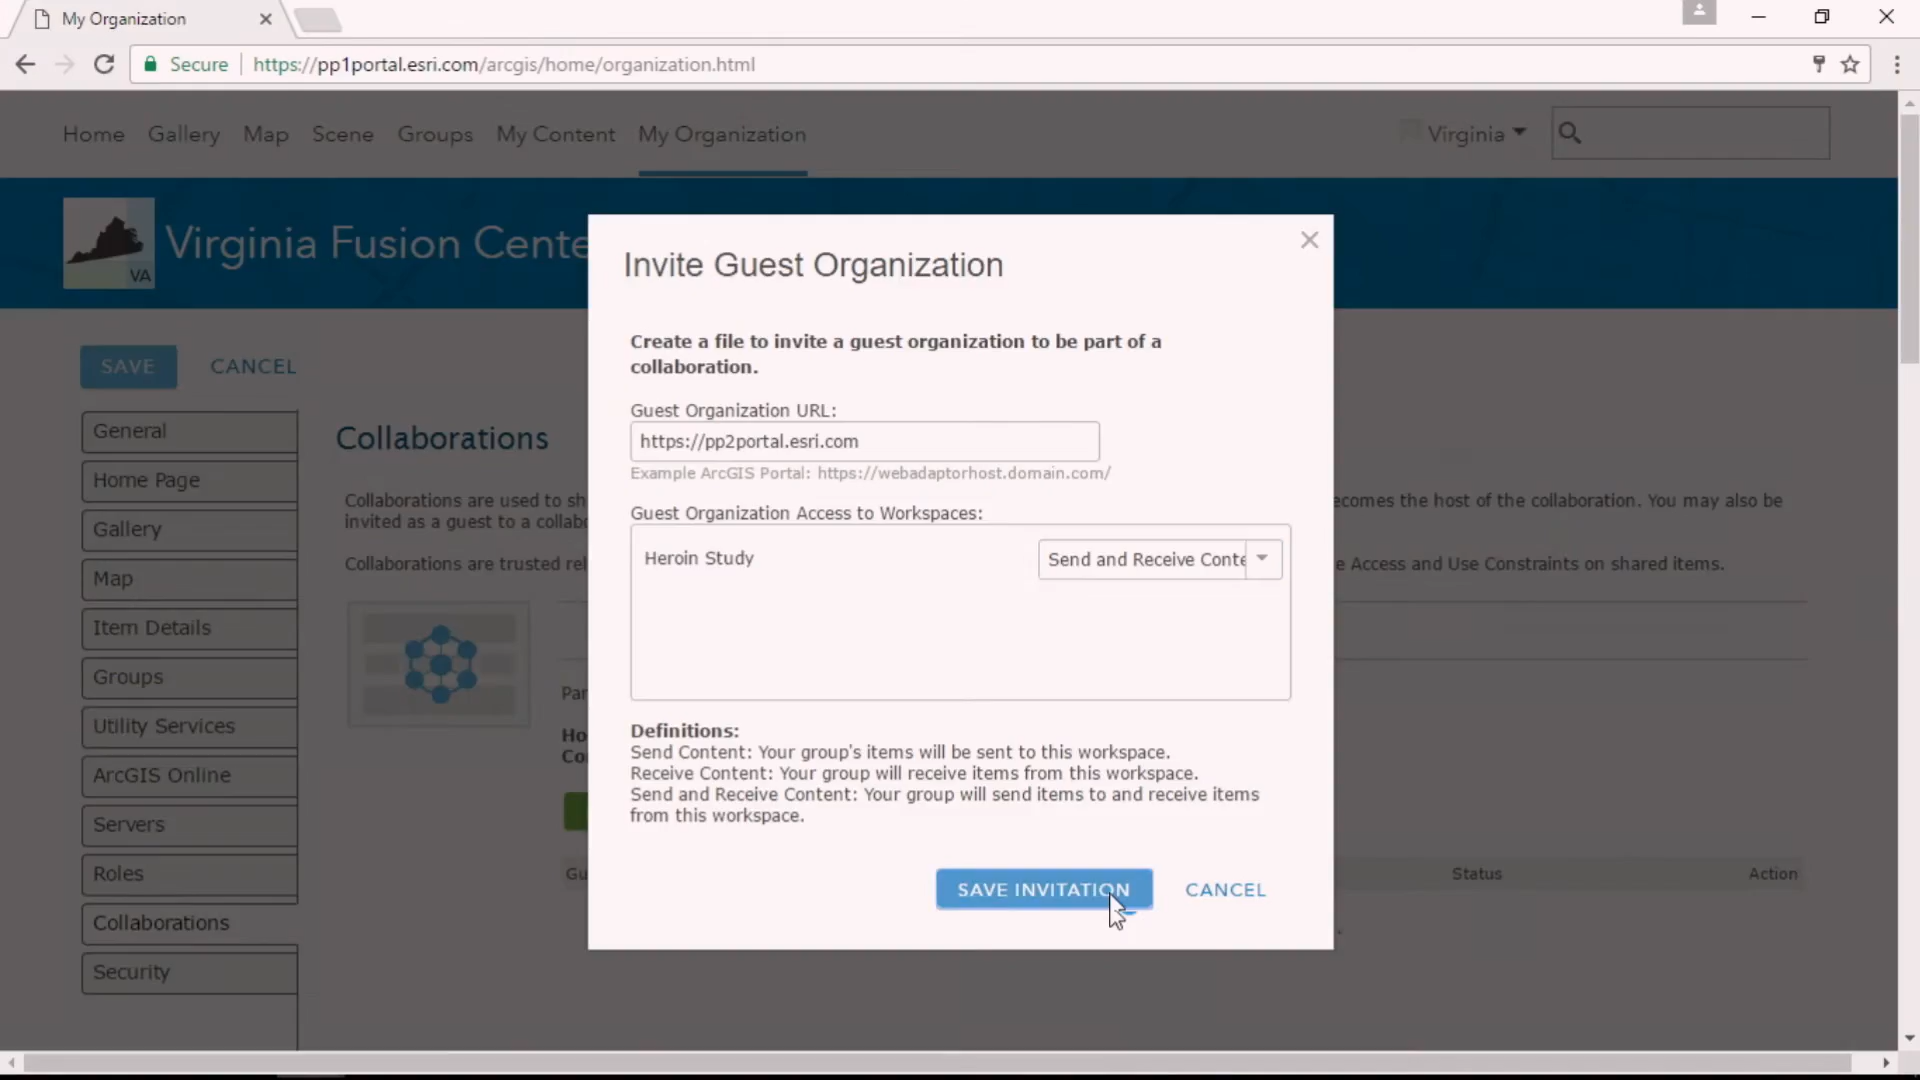 My Organization
Secure https://pp1portal.esri.com/arcgis/home/organization.html
Home Gallery Map Scene Groups My Content My Organization Virginia
VA
Virginia Fusion Cente
Invite Guest Organization
Create a file to invite a guest organization to be part of a
collaboration.
Guest Organization URL:
https://pp2portal.esri.com
Example ArcGIS Portal: https://webadaptorhost.domain.com/
Guest Organization Access to Workspaces:
Heroin Study Send and Receive Conte
Definitions:
Send Content: Your group's items will be sent to this workspace.
Receive Content: Your group will receive items from this workspace.
Send and Receive Content: Your group will send items to and receive items
from this workspace.
SAVE INVITATION CANCEL
SAVE CANCEL
General
Home Page
Gallery
Map
Item Details
Groups
Utility Services
ArcGIS Online
Servers
Roles
Collaborations
Security
Collaborations
Collaborations are used to sh ecomes the host of the collaboration. You may also be
invited as a guest to a collabo
Collaborations are trusted rel e Access and Use Constraints on shared items.
Par
Ho
Co
Gu Status Action